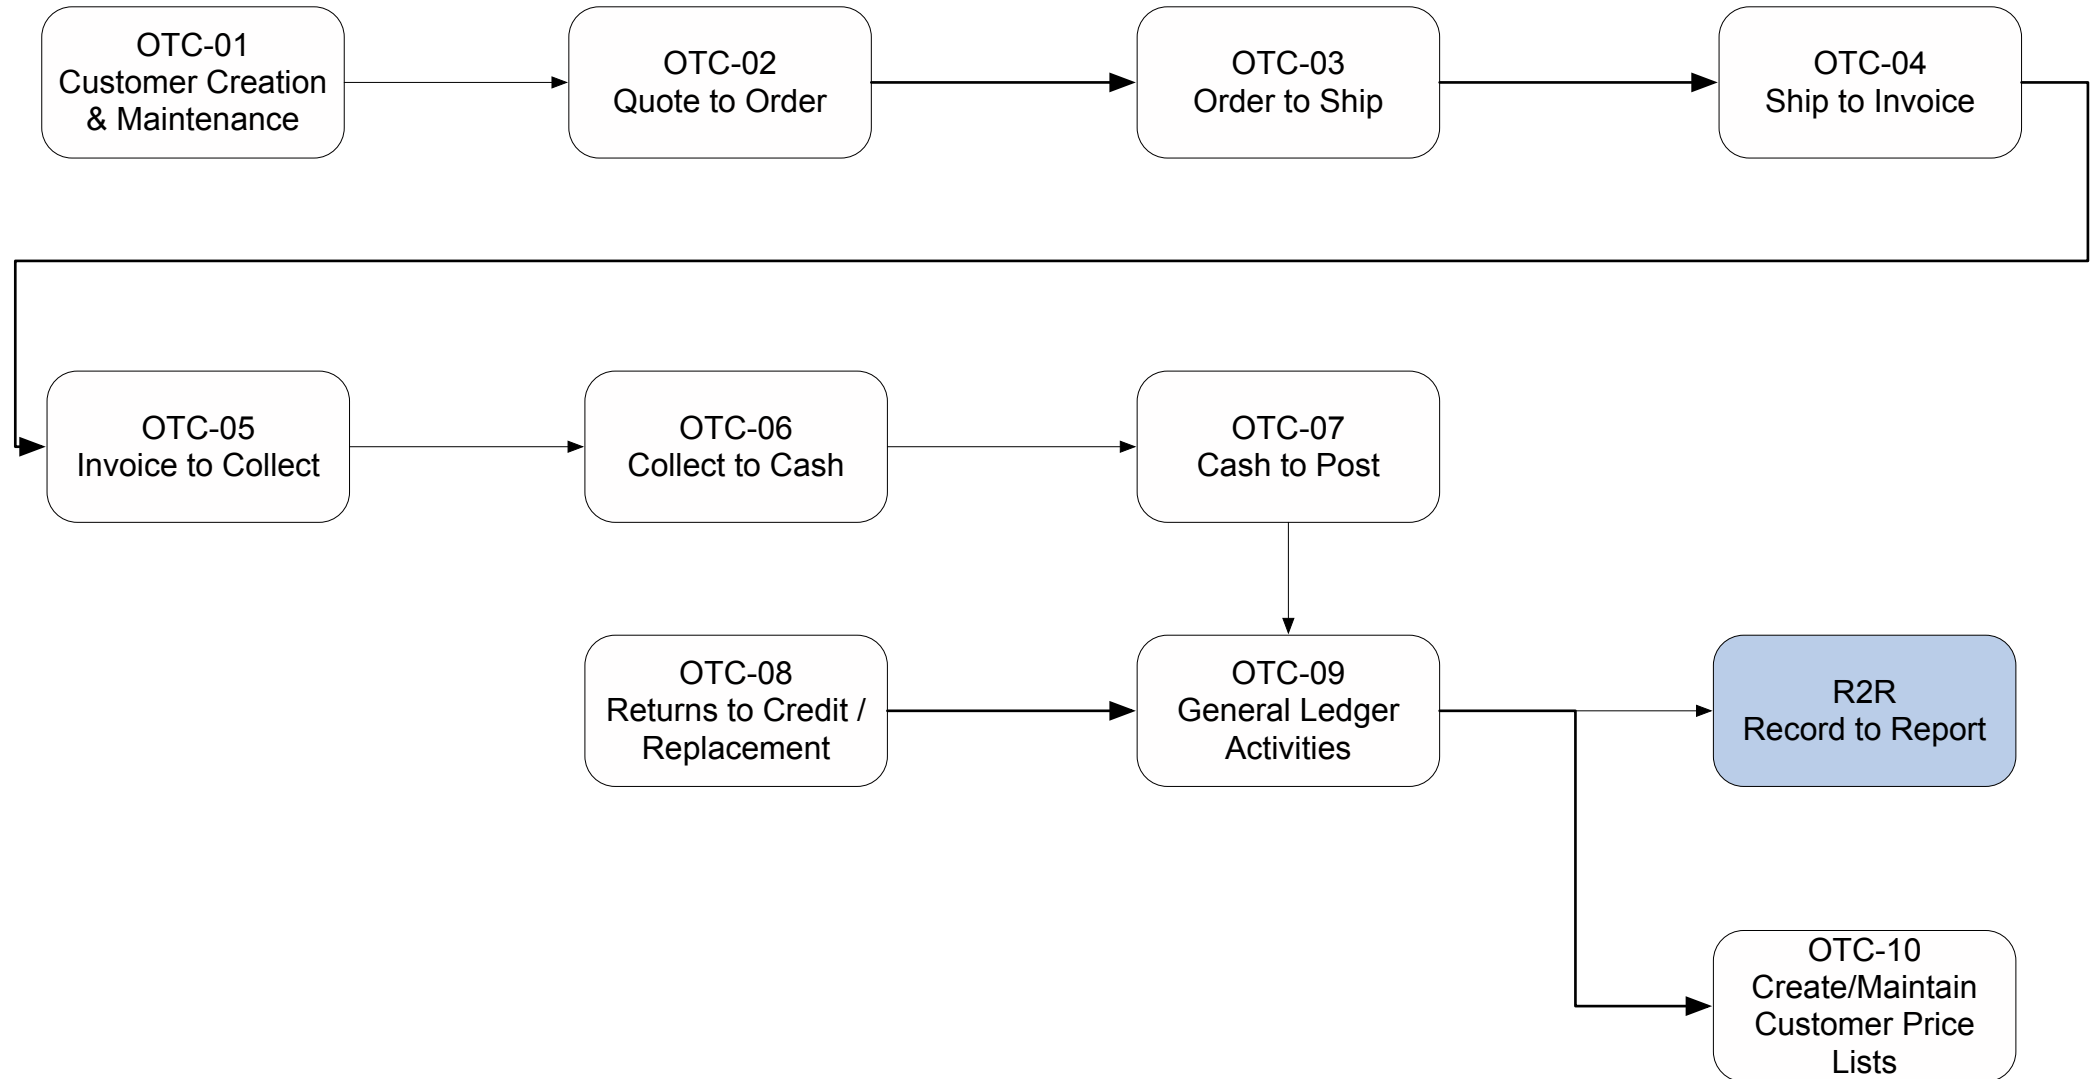 OTC-01
Customer Creation
& Maintenance
OTC-02
Quote to Order
OTC-03
Order to Ship
OTC-04
Ship to Invoice
OTC-05
Invoice to Collect
OTC-06
Collect to Cash
OTC-07
Cash to Post
OTC-08
Returns to Credit /
Replacement
OTC-09
General Ledger
Activities
R2R
Record to Report
OTC-10
Create/Maintain
Customer Price
Lists